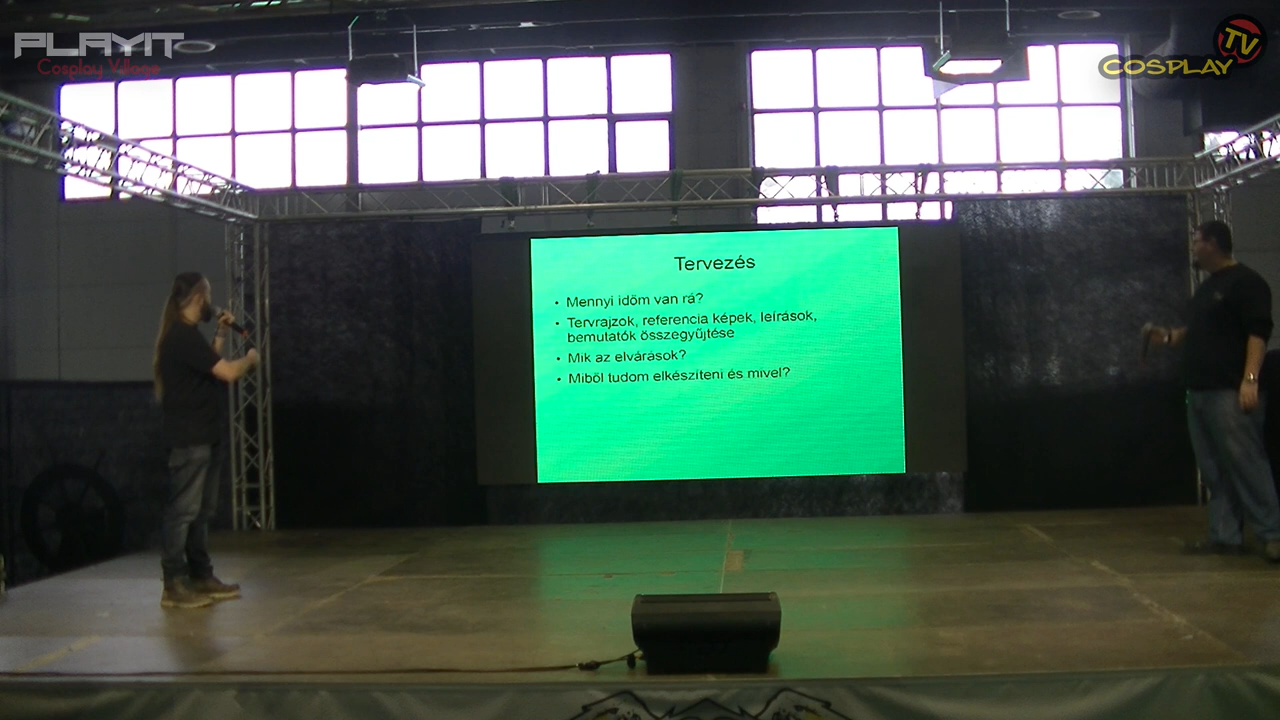 PLAYIT
Cosplay Village
TV
COSPLAY
Tervezés
• Mennyi időm van rá?
• Tervrajzok, referencia képek, leírások,
bemutatók összegyűjtése
• Mik az elvárások?
• Miből tudom elkészíteni és mivel?